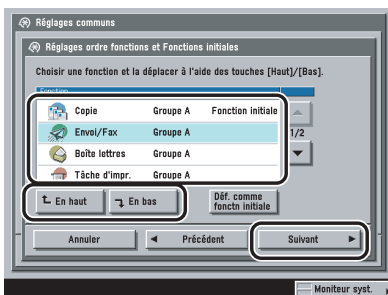 Réglages communs
Réglages ordre fonctions et Fonctions initiales
Choisir une fonction et la déplacer à l'aide des touches [Haut]/[Bas].
Fonction
Copie Groupe A Fonction initiale
Envoi/Fax Groupe A
1/2
Boîte lettres Groupe A
Tâche d'impr. Groupe A
En haut En bas Déf. comme
fonctn initiale
Annuler Précédent Suivant
Moniteur syst.